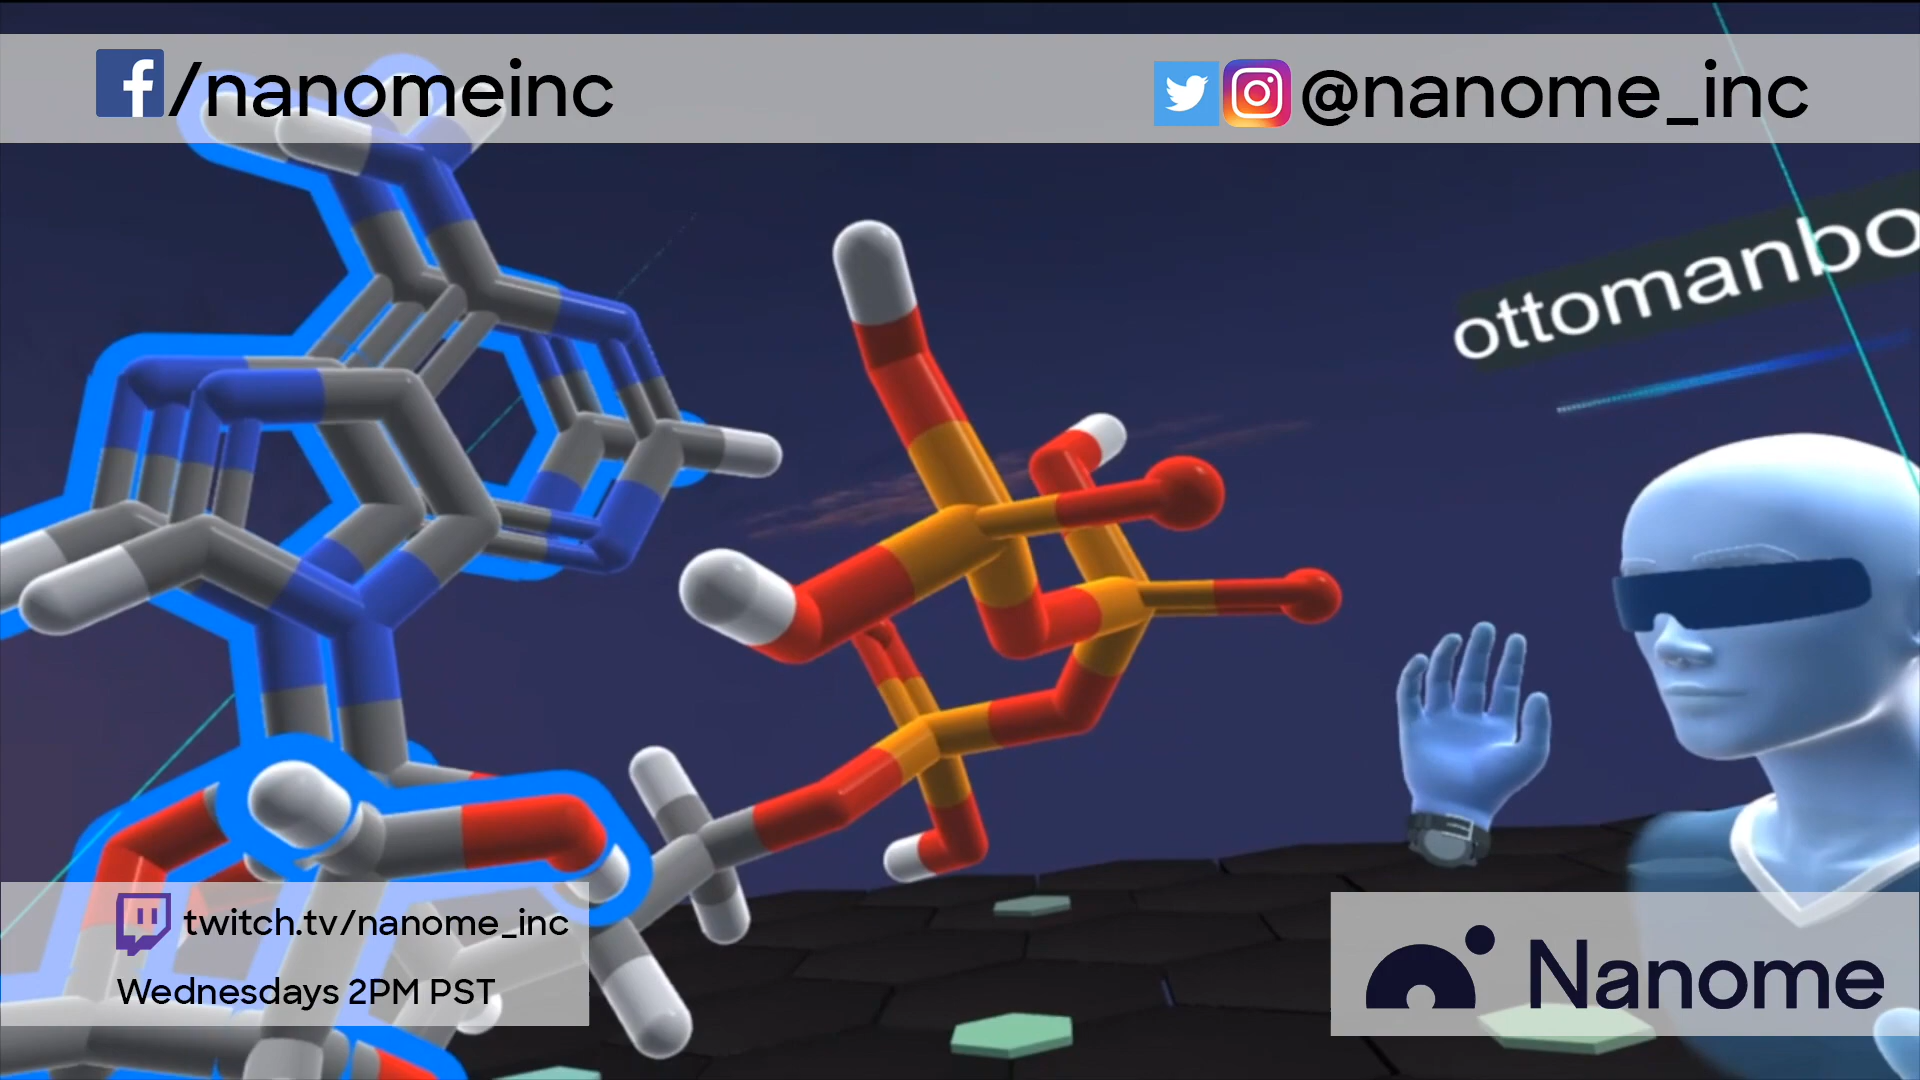 /nanomeinc
@nanome_inc
ottomanbo
twitch.tv/nanome_inc
Wednesdays 2PM PST
Nanome